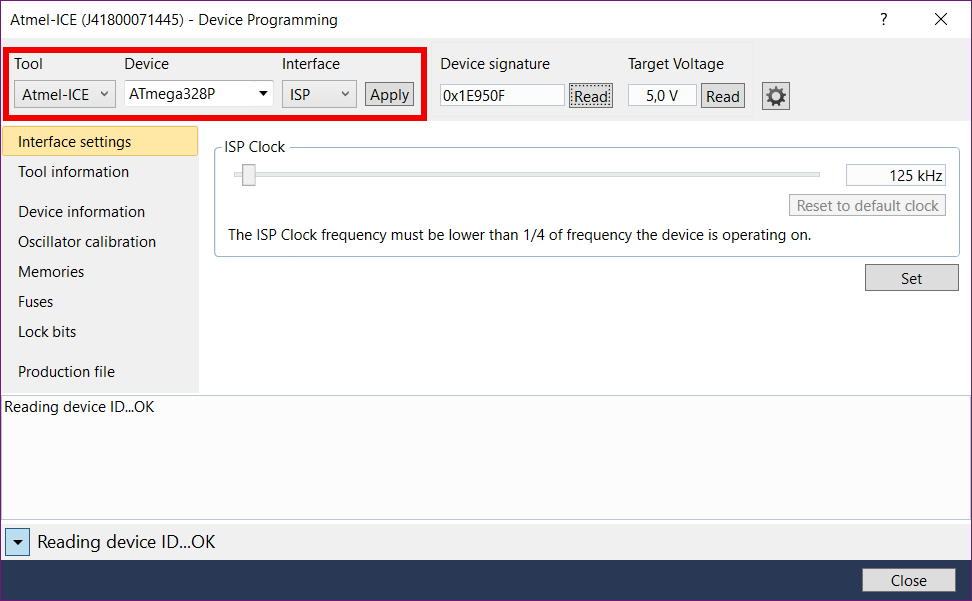 Atmel-ICE (J41800071445) - Device Programming ?
Tool Device Interface Device signature Target Voltage
Atmel-ICE ATmega328P ISP Apply 0x1E950F Read 5,0 V Read
Interface settings
Tool information
Device information
Oscillator calibration
Memories
Fuses
Lock bits
Production file
ISP Clock
125 kHz
Reset to default clock
The ISP Clock frequency must be lower than 1/4 of frequency the device is operating on.
Set
Reading device ID...OK
Reading device ID...OK
Close